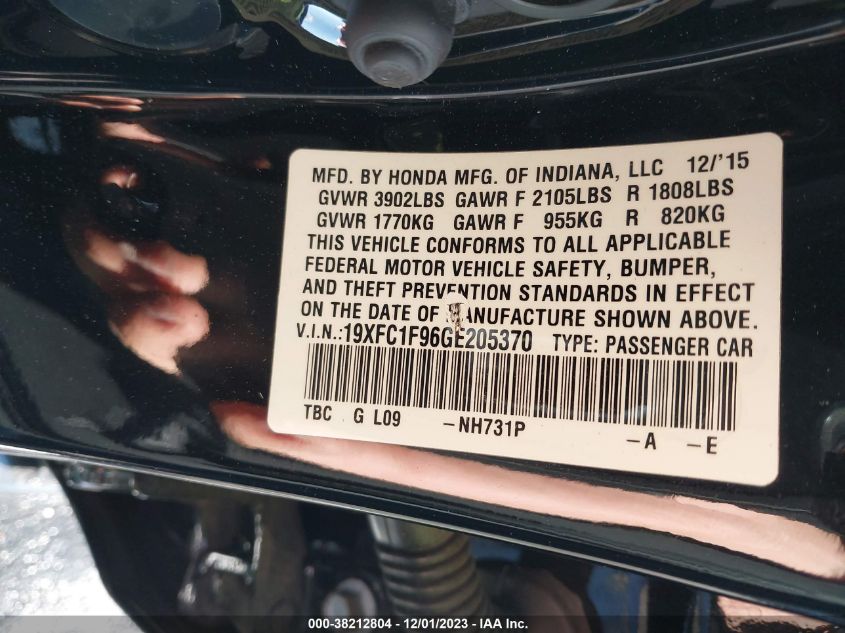 MFD. BY HONDA MFG. OF INDIANA, LLC 12/'15
GVWR 3902LBS GAWR F 2105LBS R 1808LBS
GVWR 1770KG GAWR F 955KG R 820KG
THIS VEHICLE CONFORMS TO ALL APPLICABLE
FEDERAL MOTOR VEHICLE SAFETY, BUMPER,
AND THEFT PREVENTION STANDARDS IN EFFECT
ON THE DATE OF MANUFACTURE SHOWN ABOVE.
V.I.N.:19XFC1F96GE205370 TYPE: PASSENGER CAR
TBC G L09 -NH731P -A -E
000-38212804 - 12/01/2023 - IAA Inc.